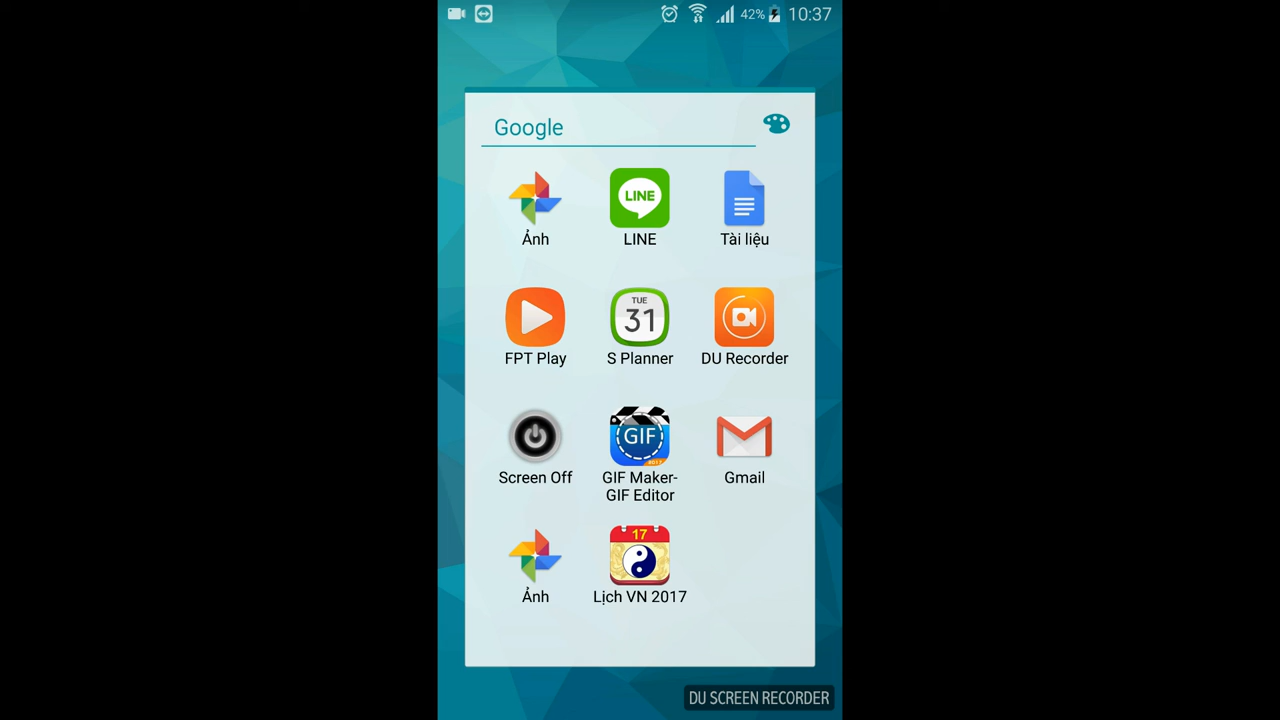 42% 10:37
Google
LINE
Ảnh LINE Tài liệu
TUE
31
FPT Play S Planner DU Recorder
GIF
Screen Off GIF Maker- Gmail
GIF Editor
17
Ảnh Lịch VN 2017
DU SCREEN RECORDER